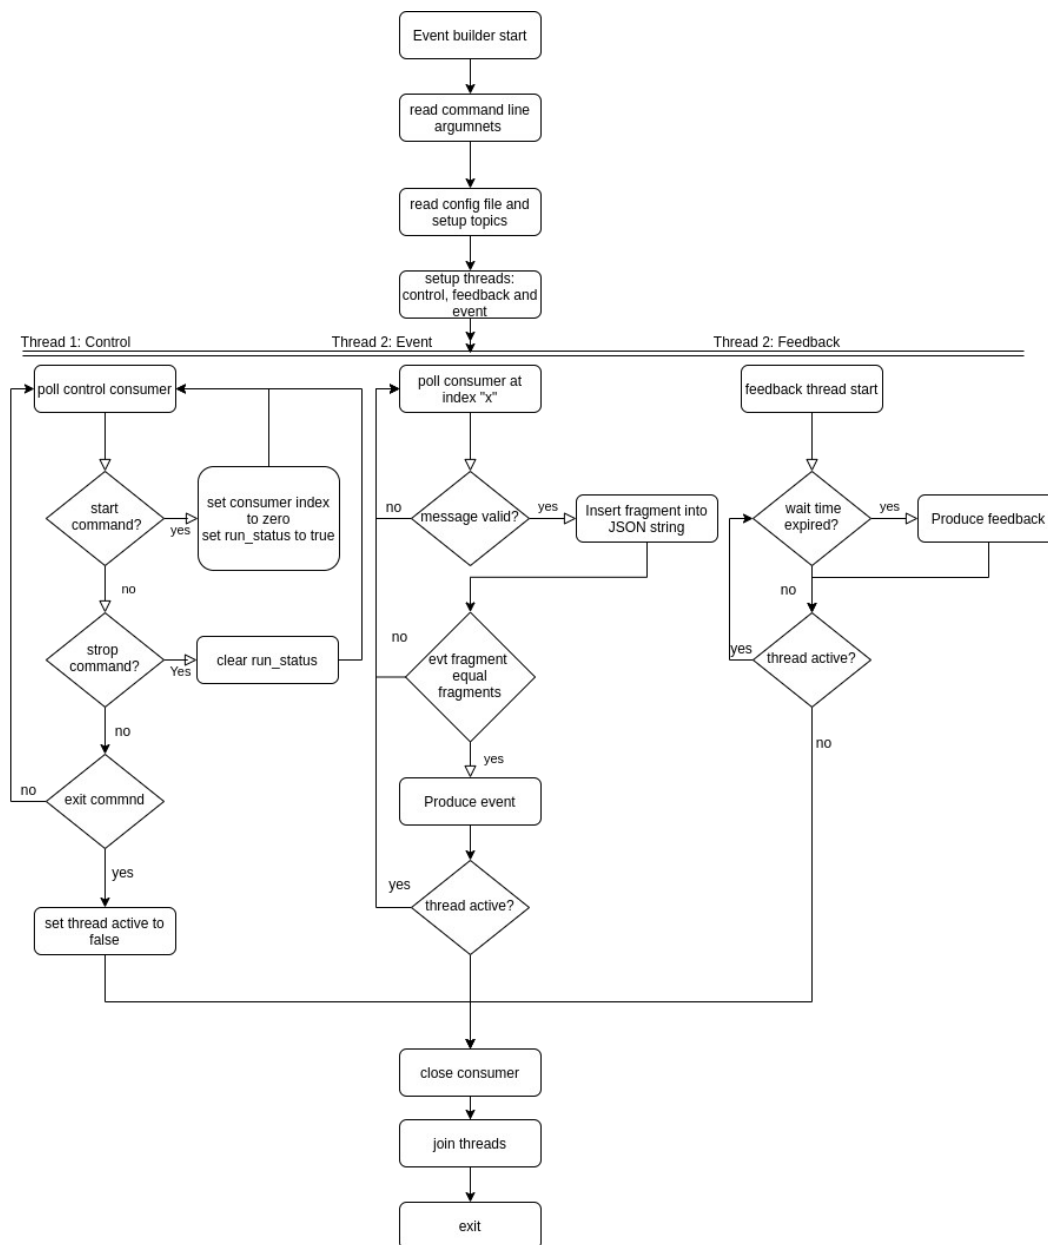 Event builder start
read command line
argumnets
read config file and
setup topics
setup threads:
control, feedback and
event
Thread 1: Control
Thread 2: Event
Thread 2: Feedback
poll control consumer
start
command?
yes
set consumer index
to zero
set run_status to true
no
strop
command?
Yes
clear run_status
no
exit commnd
no
yes
set thread active to
false
poll consumer at
index "x"
no
message valid?
yes
Insert fragment into
JSON string
no
evt fragment
equal
fragments
yes
Produce event
yes
thread active?
feedback thread start
wait time
expired?
yes
Produce feedback
no
yes
thread active?
no
close consumer
join threads
exit